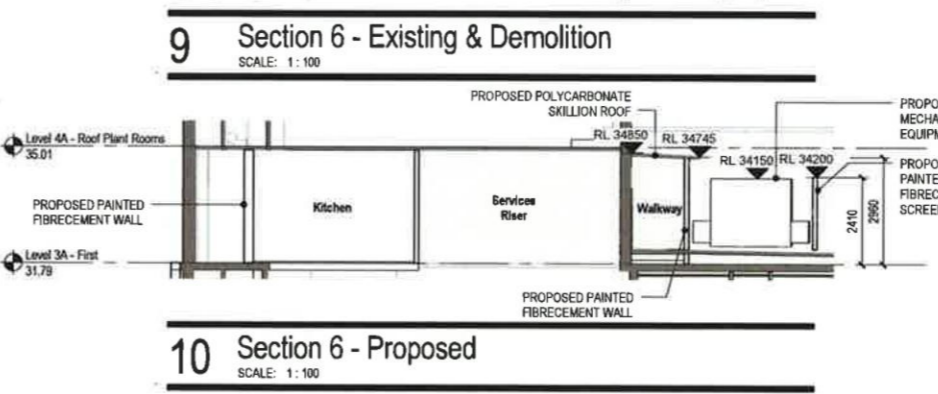 9 Section 6 - Existing & Demolition
SCALE: 1 : 100
PROPOSED POLYCARBONATE
SKILLION ROOF
RL 34850 RL 34745
RL 34150 RL 34200
Level 4A - Roof Plant Rooms
35.01
PROPOSED PAINTED
FIBRECEMENT WALL
Kitchen
Services
Riser
Walkway
2410
2960
Level 3A - First
31.79
PROPOSED PAINTED
FIBRECEMENT WALL
10 Section 6 - Proposed
SCALE: 1 : 100